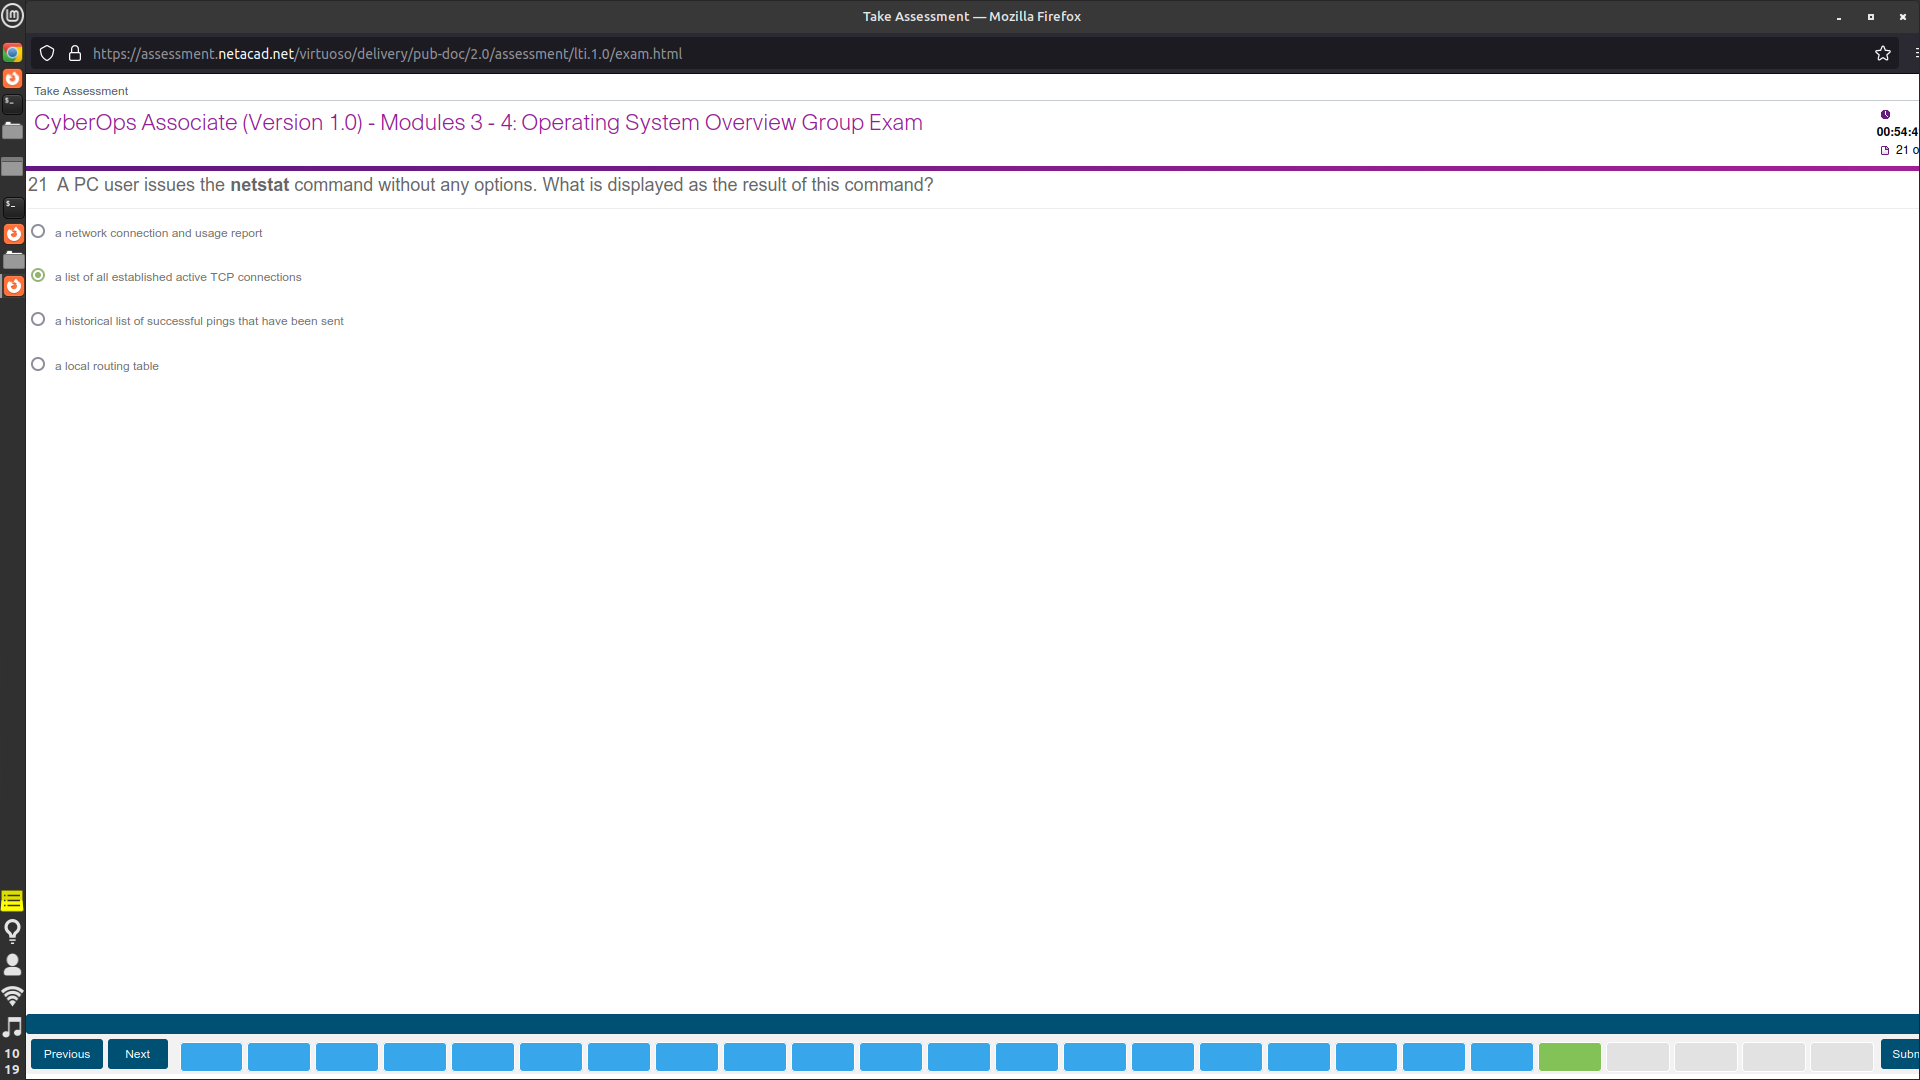 Take Assessment — Mozilla Firefox
https://assessment.netacad.net/virtuoso/delivery/pub-doc/2.0/assessment/lti.1.0/exam.html
Take Assessment
CyberOps Associate (Version 1.0) - Modules 3 - 4: Operating System Overview Group Exam
00:54:4
21 o
21 A PC user issues the netstat command without any options. What is displayed as the result of this command?
a network connection and usage report
a list of all established active TCP connections
a historical list of successful pings that have been sent
a local routing table
Previous
Next
Subm
10
19